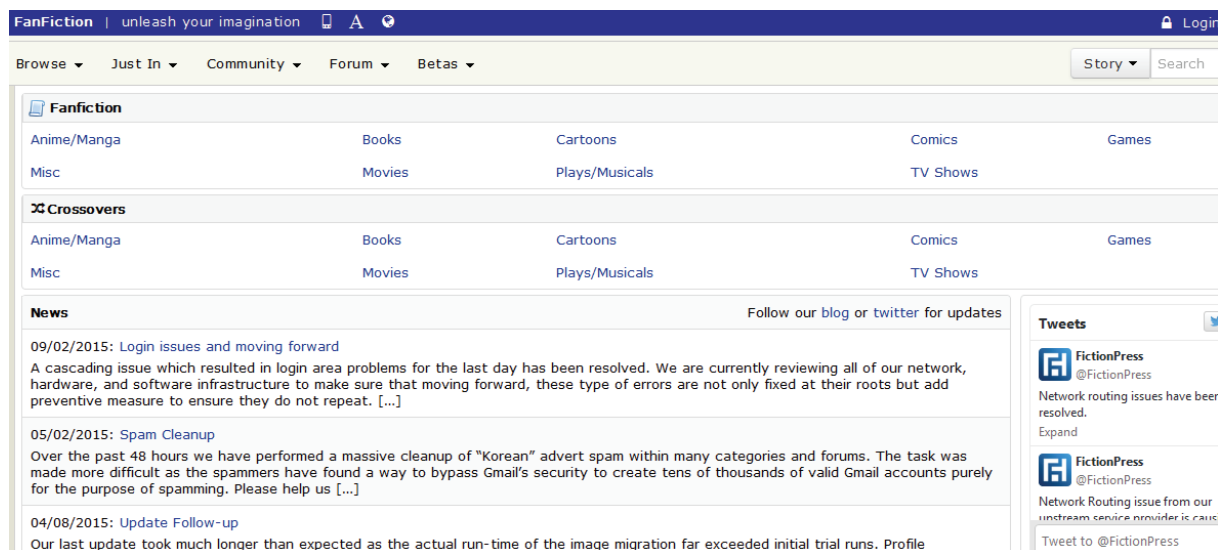 FanFiction | unleash your imagination A
Login
Browse Just In Community Forum Betas Story Search
Fanfiction
Anime/Manga Books Cartoons Comics Games
Misc Movies Plays/Musicals TV Shows
Crossovers
Anime/Manga Books Cartoons Comics Games
Misc Movies Plays/Musicals TV Shows
News Follow our blog or twitter for updates
09/02/2015: Login issues and moving forward
A cascading issue which resulted in login area problems for the last day has been resolved. We are currently reviewing all of our network,
hardware, and software infrastructure to make sure that moving forward, these type of errors are not only fixed at their roots but add
preventive measure to ensure they do not repeat. [...]
05/02/2015: Spam Cleanup
Over the past 48 hours we have performed a massive cleanup of “Korean” advert spam within many categories and forums. The task was
made more difficult as the spammers have found a way to bypass Gmail’s security to create tens of thousands of valid Gmail accounts purely
for the purpose of spamming. Please help us [...]
04/08/2015: Update Follow-up
Our last update took much longer than expected as the actual run-time of the image migration far exceeded initial trial runs. Profile
Tweets
FictionPress
@FictionPress
Network routing issues have been
resolved.
Expand
FictionPress
@FictionPress
Network Routing issue from our
upstream service provider is caus
Tweet to @FictionPress